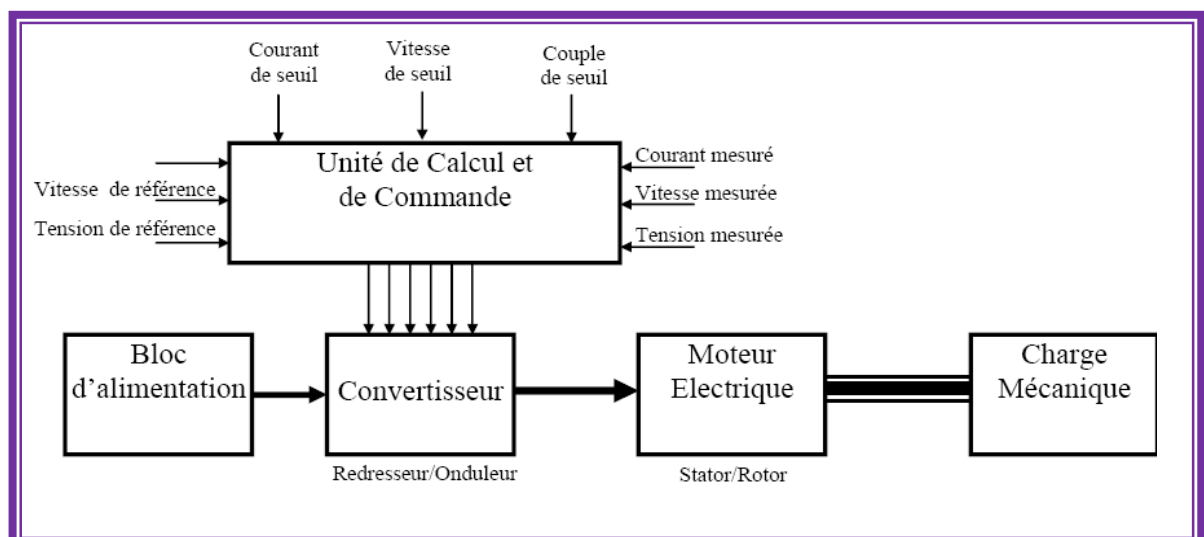 Courant
de seuil
Vitesse
de seuil
Couple
de seuil
Unité de Calcul et
de Commande
Vitesse de référence
Tension de référence
Courant mesuré
Vitesse mesurée
Tension mesurée
Bloc
d’alimentation
Convertisseur
Redresseur/Onduleur
Moteur
Electrique
Stator/Rotor
Charge
Mécanique